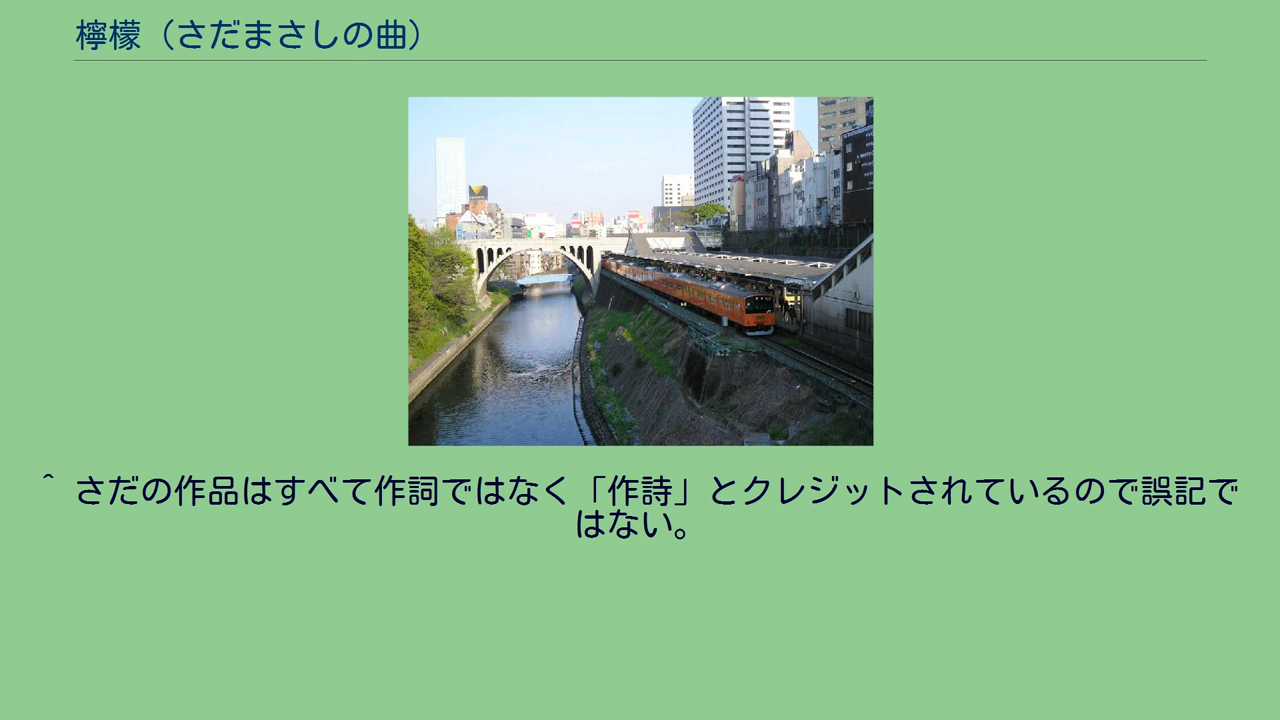 檸檬（さだまさしの曲）
^ さだの作品はすべて作詞ではなく「作詩」とクレジットされているので誤記で
はない。